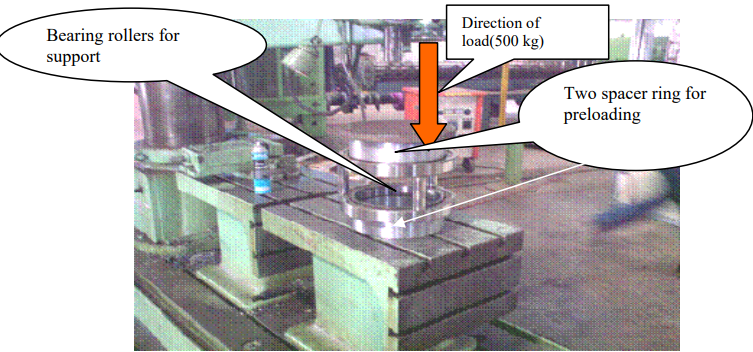 Bearing rollers for
support
Direction of
load(500 kg)
Two spacer ring for
preloading